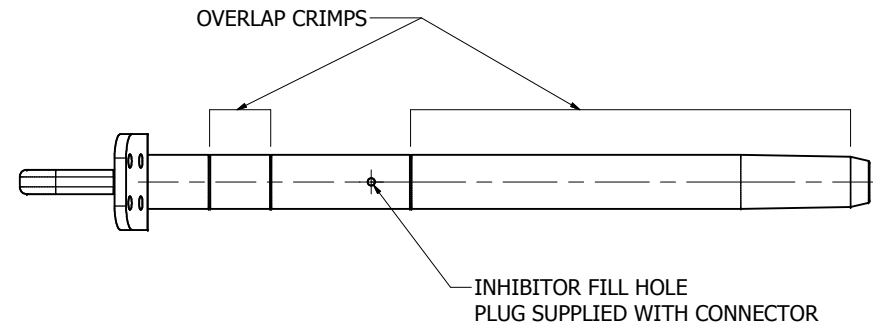 OVERLAP CRIMPS
INHIBITOR FILL HOLE
PLUG SUPPLIED WITH CONNECTOR